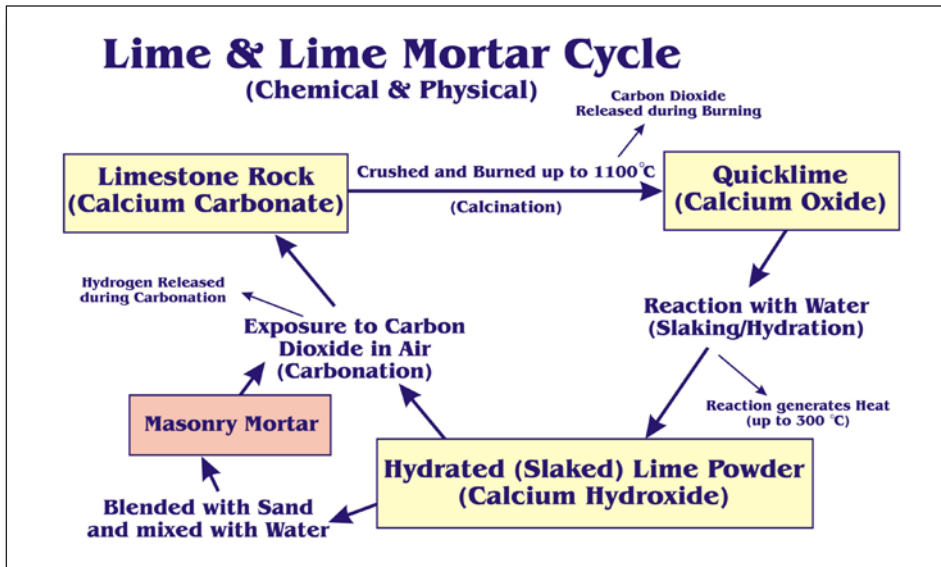 Lime & Lime Mortar Cycle
(Chemical & Physical)
Carbon Dioxide
Released during Burning
Limestone Rock
(Calcium Carbonate)
Crushed and Burned up to 1100°C
(Calcination)
Quicklime
(Calcium Oxide)
Hydrogen Released
during Carbonation
Exposure to Carbon
Dioxide in Air
(Carbonation)
Reaction with Water
(Slaking/Hydration)
Reaction generates Heat
(up to 300 °C)
Masonry Mortar
Hydrated (Slaked) Lime Powder
(Calcium Hydroxide)
Blended with Sand
and mixed with Water